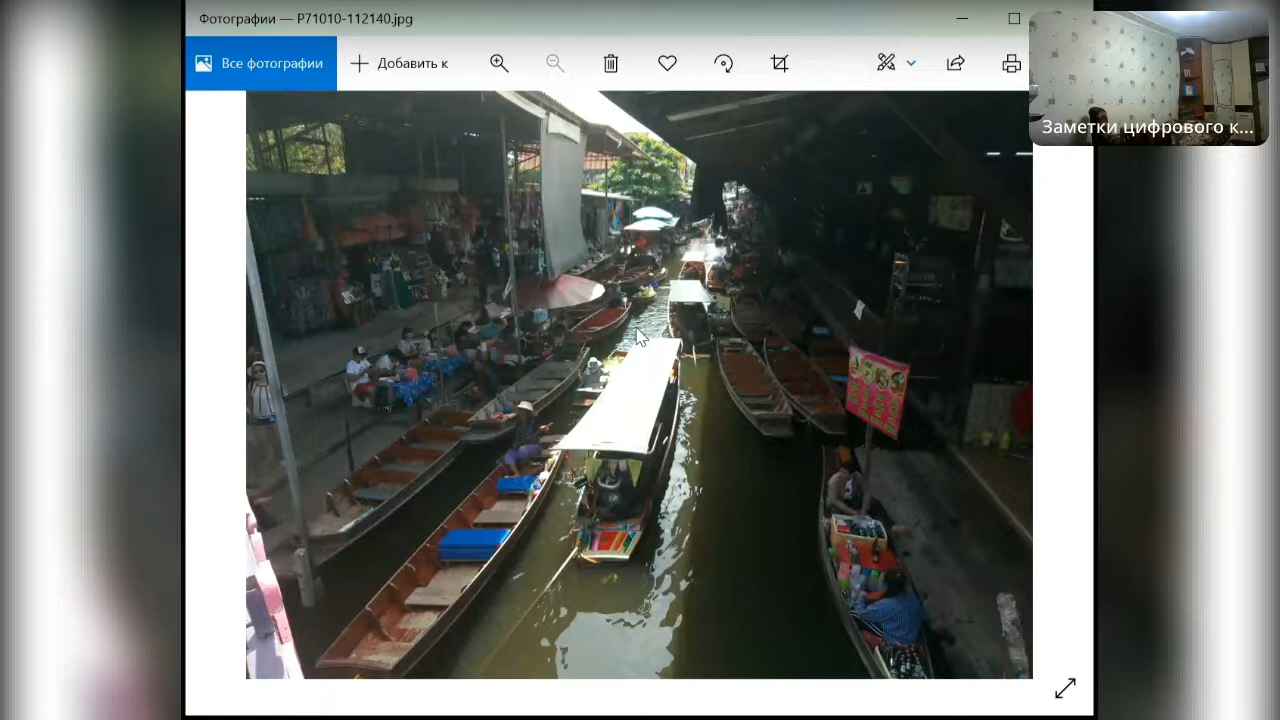 Фотографии — P71010-112140.jpg
Все фотографии
Добавить к
Заметки цифрового к...